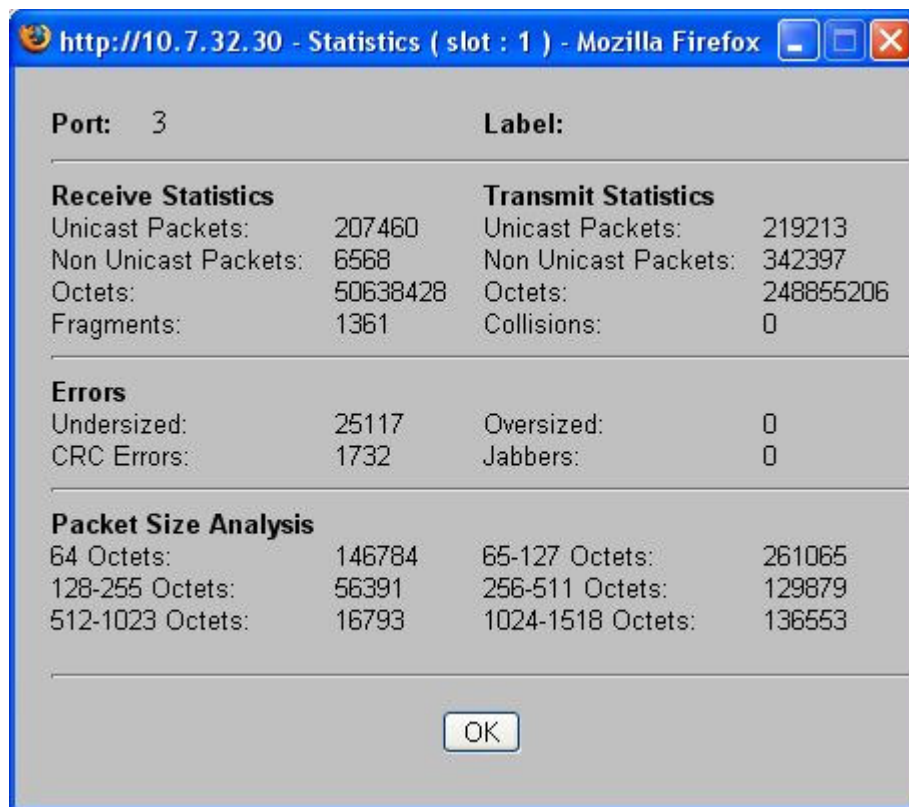 http://10.7.32.30 - Statistics ( slot : 1 ) - Mozilla Firefox
Port: 3 Label:
Receive Statistics Transmit Statistics
Unicast Packets: 207460 Unicast Packets: 219213
Non Unicast Packets: 6568 Non Unicast Packets: 342397
Octets: 50638428 Octets: 248855206
Fragments: 1361 Collisions: 0
Errors
Undersized: 25117 Oversized: 0
CRC Errors: 1732 Jabbers: 0
Packet Size Analysis
64 Octets: 146784 65-127 Octets: 261065
128-255 Octets: 56391 256-511 Octets: 129879
512-1023 Octets: 16793 1024-1518 Octets: 136553
OK